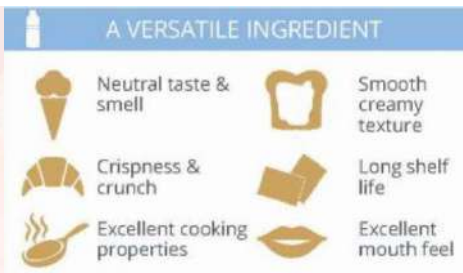 A VERSATILE INGREDIENT
Neutral taste &
smell
Smooth
creamy
texture
Crispness &
crunch
Long shelf
life
Excellent cooking
properties
Excellent
mouth feel